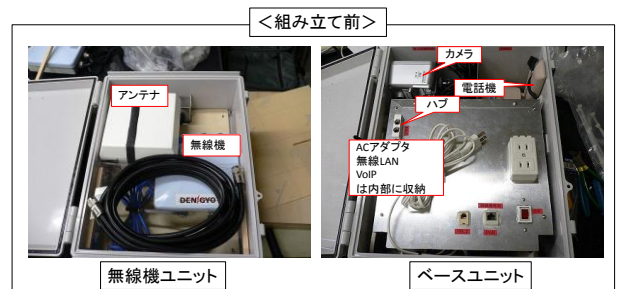 ＜組み立て前＞
アンテナ
無線機
DENGYO
無線機ユニット
カメラ
電話機
ハブ
ACアダプタ
無線LAN
VoIP
は内部に収納
ベースユニット